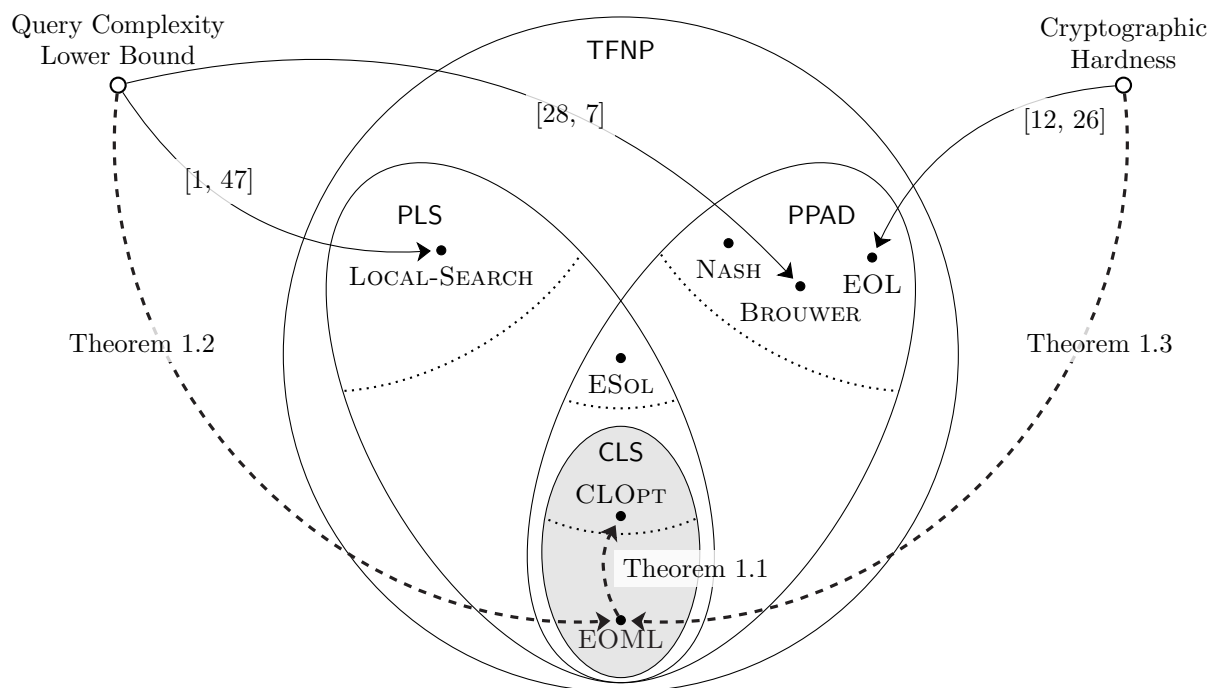 Query Complexity
Lower Bound
Cryptographic
Hardness
TFNP
[28, 7]
[12, 26]
[1, 47]
PLS
PPAD
LOCAL-SEARCH
NASH
EOL
BROUWER
Theorem 1.2
Theorem 1.3
ESOL
CLS
CLOPT
Theorem 1.1
EOML